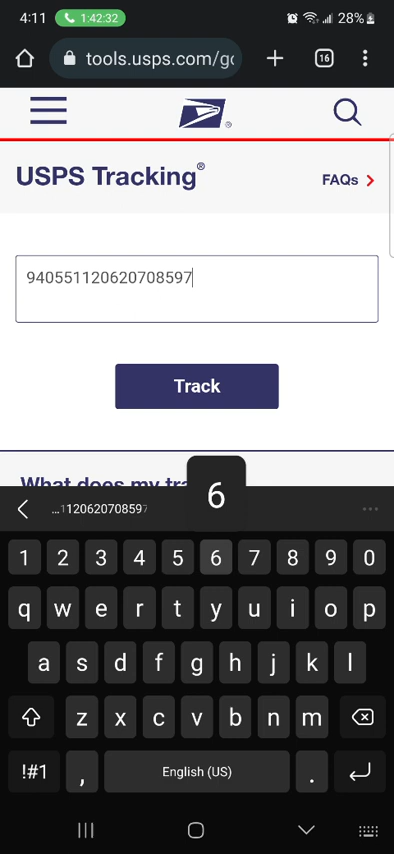 4:11 1:42:32 28%
tools.usps.com/g 16
USPS Tracking®
FAQs
940551120620708597
Track
What does my tra
6
...112062070859
1 2 3 4 5 6 7 8 9 0
q w e r t y u i o p
a s d f g h j k l
z x c v b n m
!#1 , English (US) .